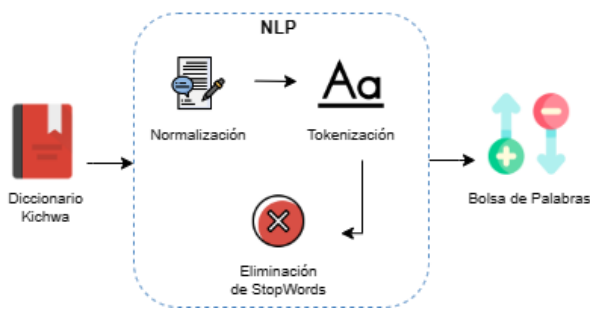 NLP
Aa
Normalización
Tokenización
Diccionario
Kichwa
Bolsa de Palabras
Eliminación
de StopWords